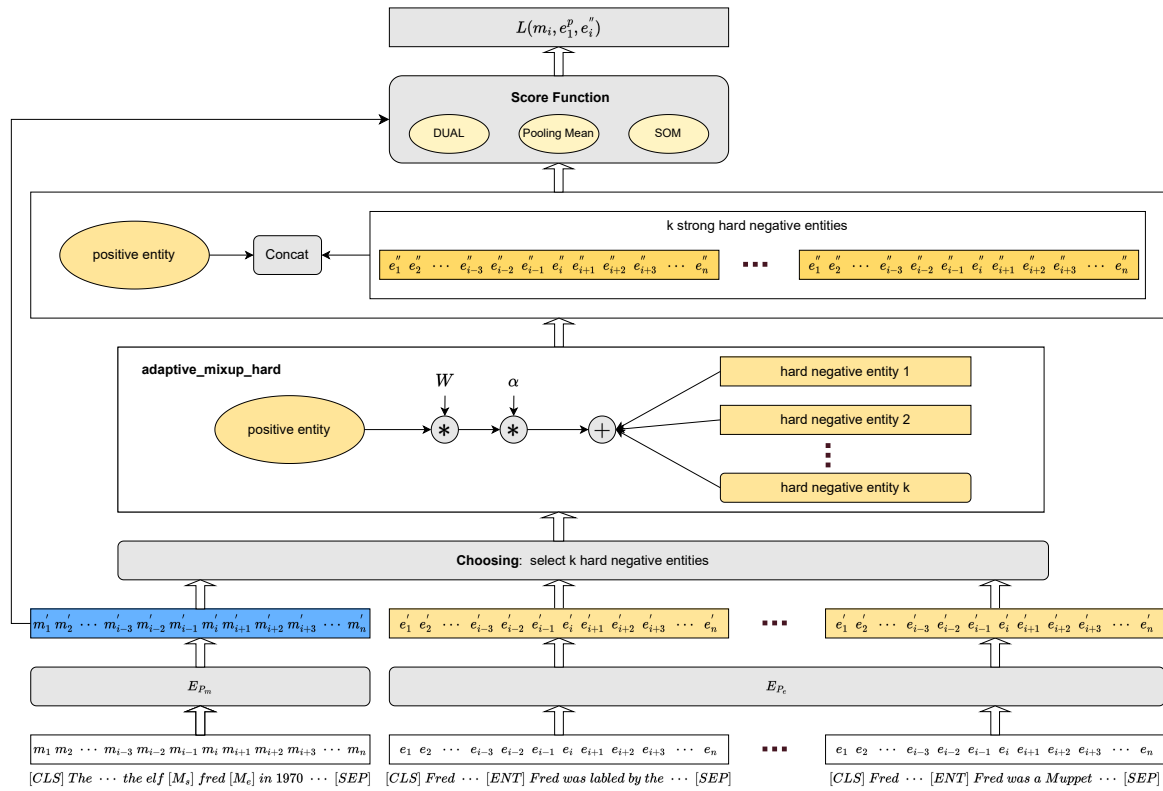 L(m_i, e_1^p, e_i'')
Score Function
DUAL
Pooling Mean
SOM
k strong hard negative entities
positive entity
Concat
e_1'' e_2'' ⋯ e_{i-3}'' e_{i-2}'' e_{i-1}'' e_i'' e_{i+1}'' e_{i+2}'' e_{i+3}'' ⋯ e_n''
e_1'' e_2'' ⋯ e_{i-3}'' e_{i-2}'' e_{i-1}'' e_i'' e_{i+1}'' e_{i+2}'' e_{i+3}'' ⋯ e_n''
adaptive_mixup_hard
W
α
positive entity
*
*
+
hard negative entity 1
hard negative entity 2
hard negative entity k
Choosing: select k hard negative entities
m_1' m_2' ⋯ m_{i-3}' m_{i-2}' m_{i-1}' m_i' m_{i+1}' m_{i+2}' m_{i+3}' ⋯ m_n'
e_1' e_2' ⋯ e_{i-3}' e_{i-2}' e_{i-1}' e_i' e_{i+1}' e_{i+2}' e_{i+3}' ⋯ e_n'
e_1' e_2' ⋯ e_{i-3}' e_{i-2}' e_{i-1}' e_i' e_{i+1}' e_{i+2}' e_{i+3}' ⋯ e_n'
E_{P_m}
E_{P_e}
m_1 m_2 ⋯ m_{i-3} m_{i-2} m_{i-1} m_i m_{i+1} m_{i+2} m_{i+3} ⋯ m_n
e_1 e_2 ⋯ e_{i-3} e_{i-2} e_{i-1} e_i e_{i+1} e_{i+2} e_{i+3} ⋯ e_n
e_1 e_2 ⋯ e_{i-3} e_{i-2} e_{i-1} e_i e_{i+1} e_{i+2} e_{i+3} ⋯ e_n
[CLS] The ⋯ the elf [M_s] fred [M_e] in 1970 ⋯ [SEP]
[CLS] Fred ⋯ [ENT] Fred was labled by the ⋯ [SEP]
[CLS] Fred ⋯ [ENT] Fred was a Muppet ⋯ [SEP]